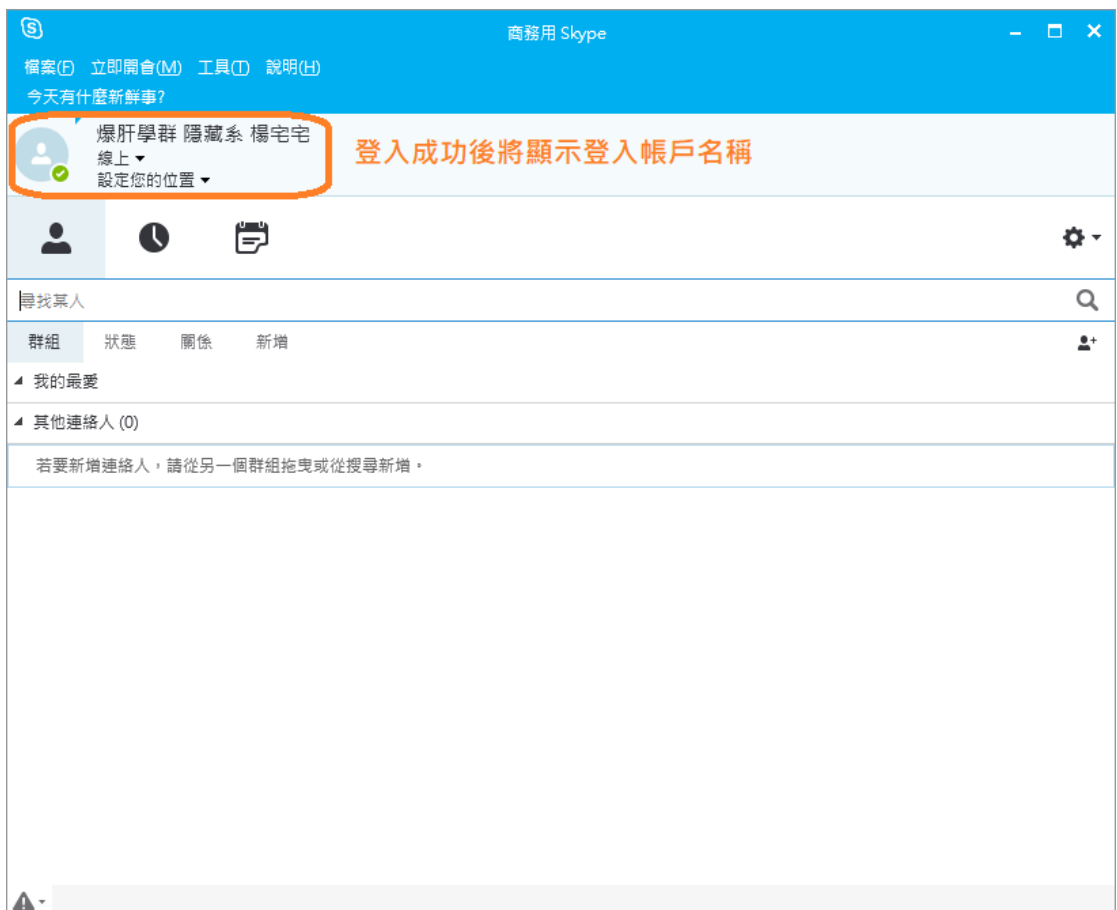 商務用 Skype
檔案(F) 立即開會(M) 工具(T) 說明(H)
今天有什麼新鮮事?
爆肝學群 隱藏系 楊宅宅
線上
設定您的位置
登入成功後將顯示登入帳戶名稱
尋找某人
群組 狀態 關係 新增
我的最愛
其他連絡人 (0)
若要新增連絡人，請從另一個群組拖曳或從搜尋新增。